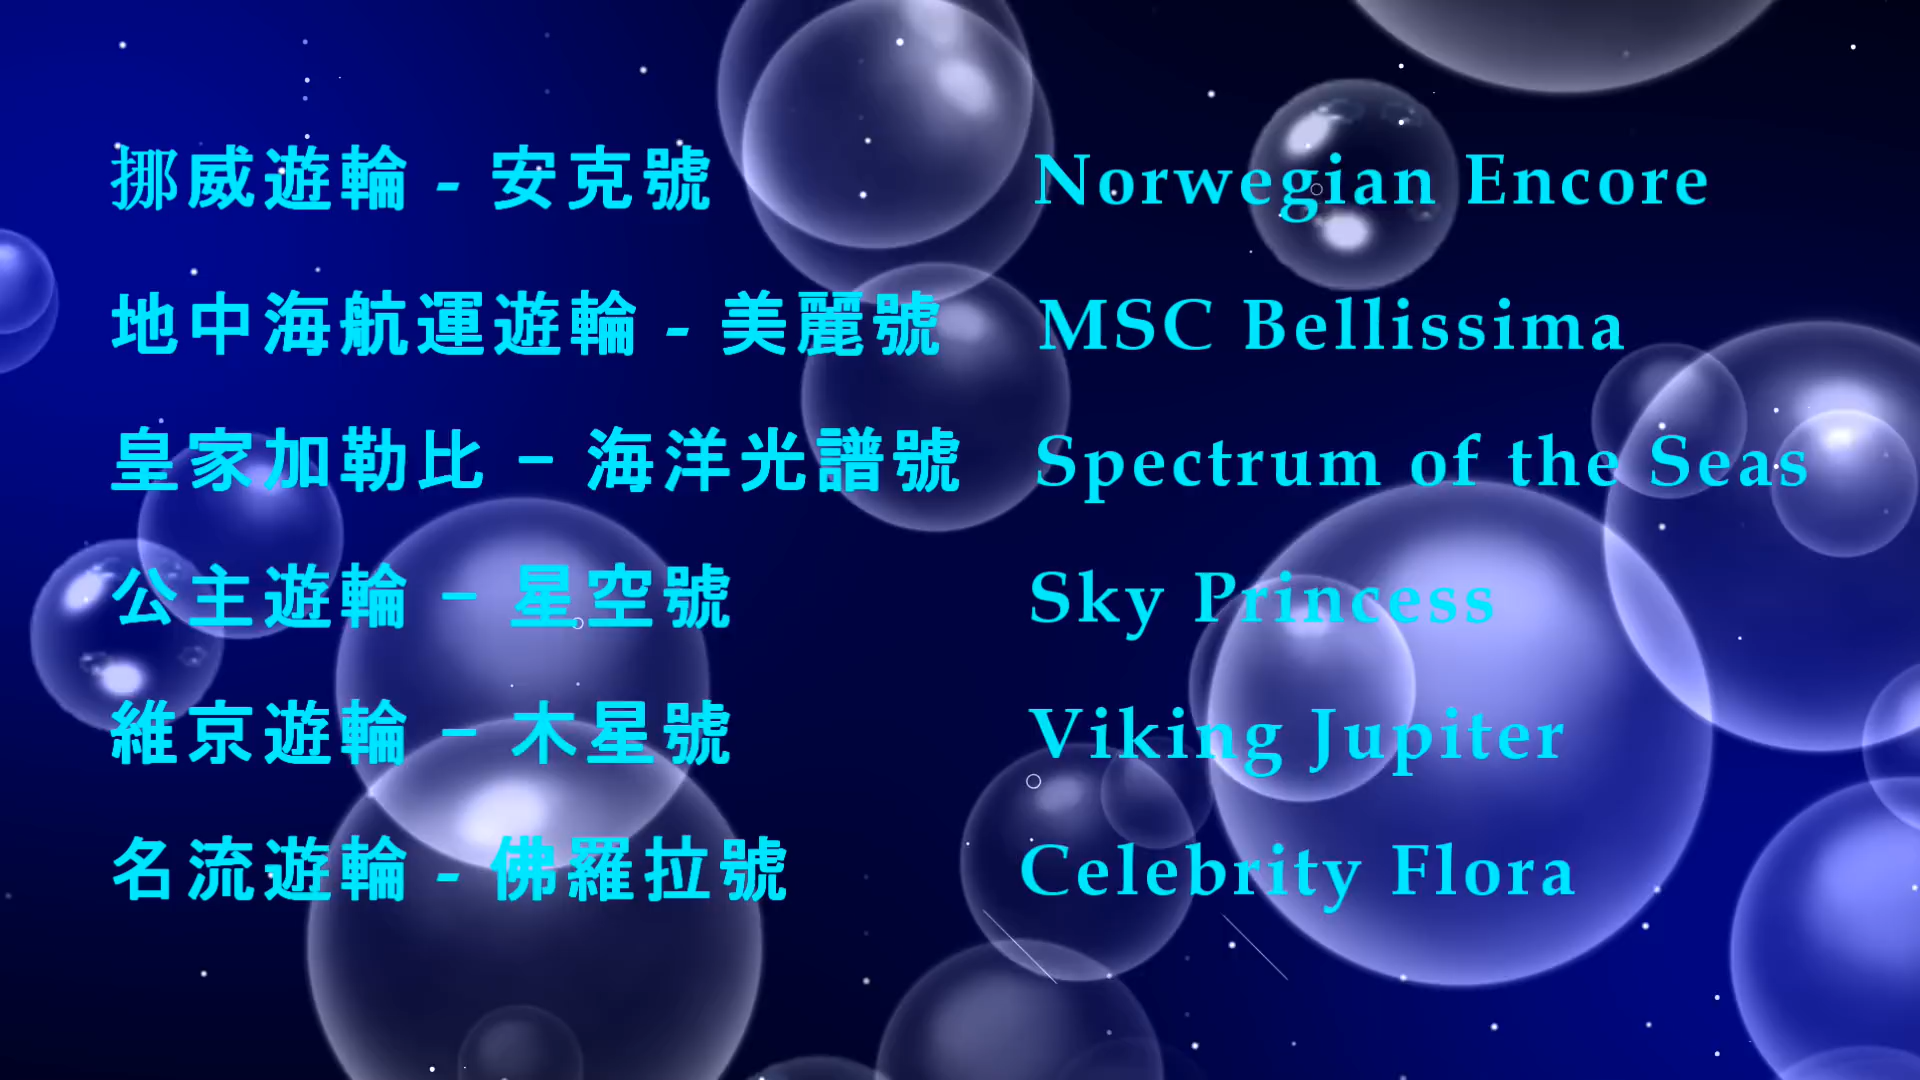 挪威遊輪 - 安克號 Norwegian Encore
地中海航運遊輪 - 美麗號 MSC Bellissima
皇家加勒比 – 海洋光譜號 Spectrum of the Seas
公主遊輪 – 星空號 Sky Princess
維京遊輪 – 木星號 Viking Jupiter
名流遊輪 - 佛羅拉號 Celebrity Flora